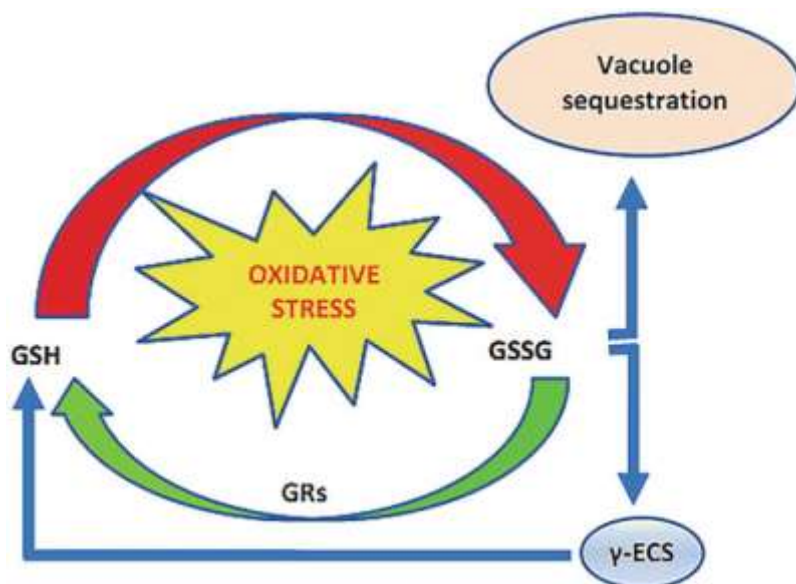 Vacuole
sequestration
OXIDATIVE
STRESS
GSH
GSSG
GRs
γ-ECS